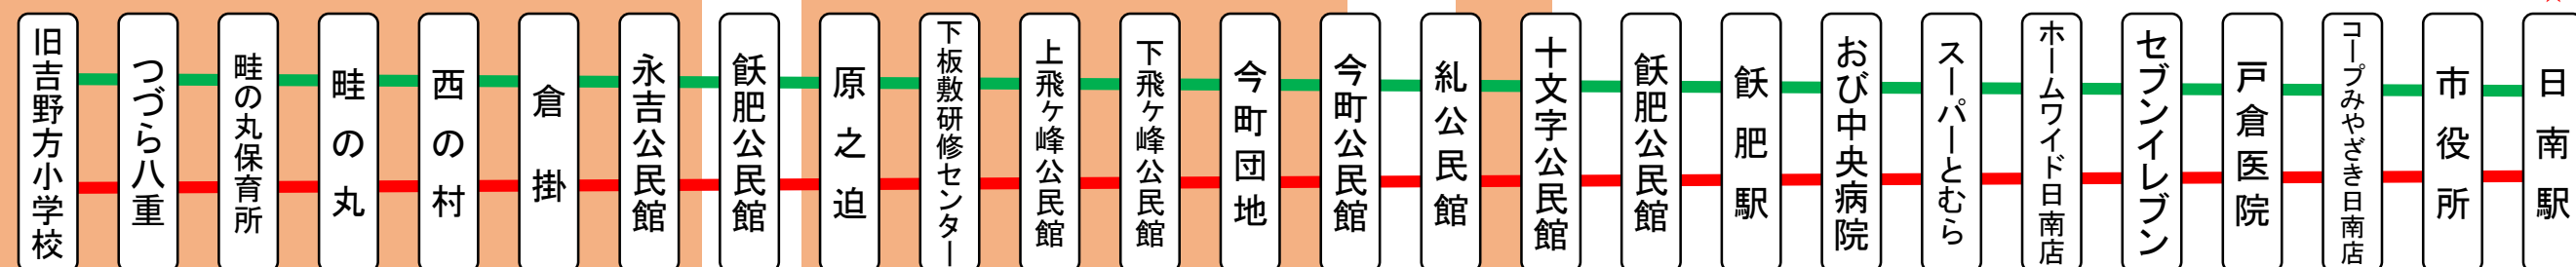 旧吉野方小学校
つづら八重
畦の丸保育所
畦の丸
西の村
倉掛
永吉公民館
飫肥公民館
原之迫
下板敷研修センター
上飛ヶ峰公民館
下飛ヶ峰公民館
今町団地
今町公民館
糺公民館
十文字公民館
飫肥公民館
飫肥駅
おび中央病院
スーパーとむら
ホームワイド日南店
セブンイレブン
戸倉医院
コープみやざき日南店
市役所
日南駅